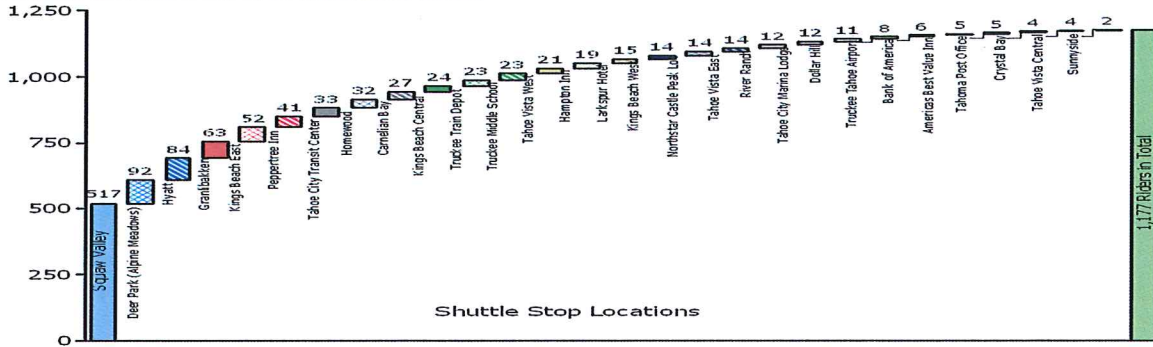 1,250
1,000
750
500
250
0
517
92
84
63
52
41
33
32
27
24
23
23
21
19
15
14
14
14
12
12
11
8
6
5
5
4
4
2
Squaw Valley
Deer Park (Alpine Meadows)
Hyatt
Granlibakken
Kings Beach East
Peppertree Inn
Tahoe City Transit Center
Homewood
Carnelian Bay
Kings Beach Central
Truckee Train Depot
Truckee Middle School
Tahoe Vista West
Hampton Inn
Larkspur Hotel
Kings Beach West
Northstar Castle Peak Lot
Tahoe Vista East
River Ranch
Tahoe City Marina Lodge
Dollar Hill
Truckee Tahoe Airport
Bank of America
Americas Best Value Inn
Tahoma Post Office
Crystal Bay
Tahoe Vista Central
Sunnyside
1,177 Riders in Total
Shuttle Stop Locations